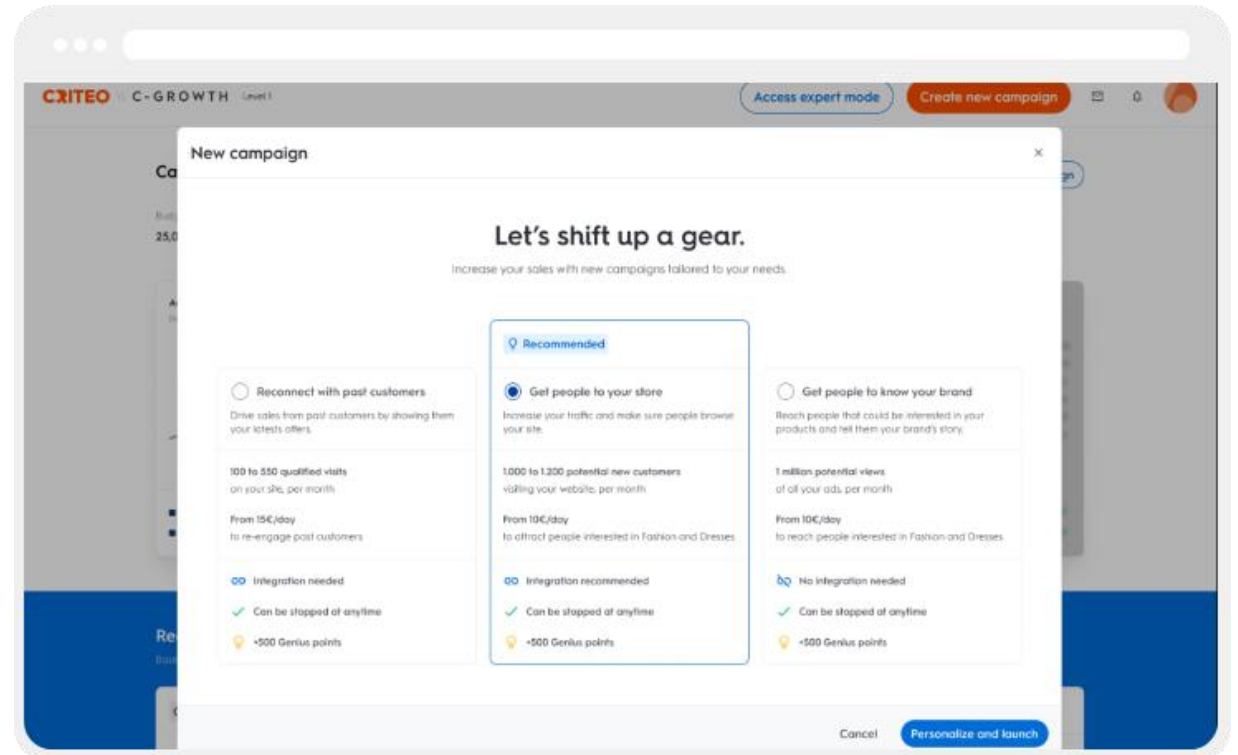 CRITEO C-GROWTH Level 1
Access expert mode
Create new campaign
New campaign
Ca
gn
25,0
Let's shift up a gear.
Increase your sales with new campaigns tailored to your needs.
Recommended
Reconnect with past customers
Drive sales from past customers by showing them
your latests offers.
100 to 550 qualified visits
on your site, per month
From 15€/day
to re-engage past customers
Integration needed
Can be stopped at anytime
+500 Genius points
Get people to your store
Increase your traffic and make sure people browse
your site.
1.000 to 1.200 potential new customers
visiting your website, per month
From 10€/day
to attract people interested in Fashion and Dresses
Integration recommended
Can be stopped at anytime
+500 Genius points
Get people to know your brand
Reach people that could be interested in your
products and tell them your brand's story.
1 million potential views
of all your ads, per month
From 10€/day
to reach people interested in Fashion and Dresses
No integration needed
Can be stopped at anytime
+500 Genius points
Re
Cancel
Personalize and launch